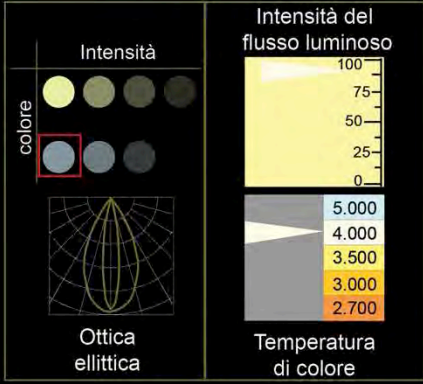 Intensità
colore
Ottica
ellittica
Intensità del
flusso luminoso
100
75
50
25
0
5.000
4.000
3.500
3.000
2.700
Temperatura
di colore